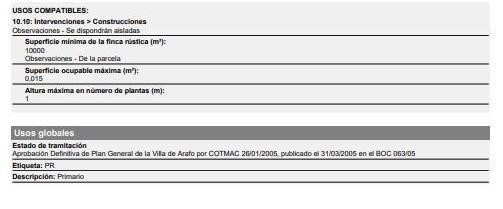 USOS COMPATIBLES:
10.10: Intervenciones > Construcciones
Observaciones - Se dispondrán aisladas
Superficie mínima de la finca rústica (m²):
10000
Observaciones - De la parcela
Superficie ocupable máxima (m²):
0,015
Altura máxima en número de plantas (m):
1
Usos globales
Estado de tramitación
Aprobación Definitiva de Plan General de la Villa de Arafo por COTMAC 26/01/2005, publicado el 31/03/2005 en el BOC 063/05
Etiqueta: PR
Descripción: Primario